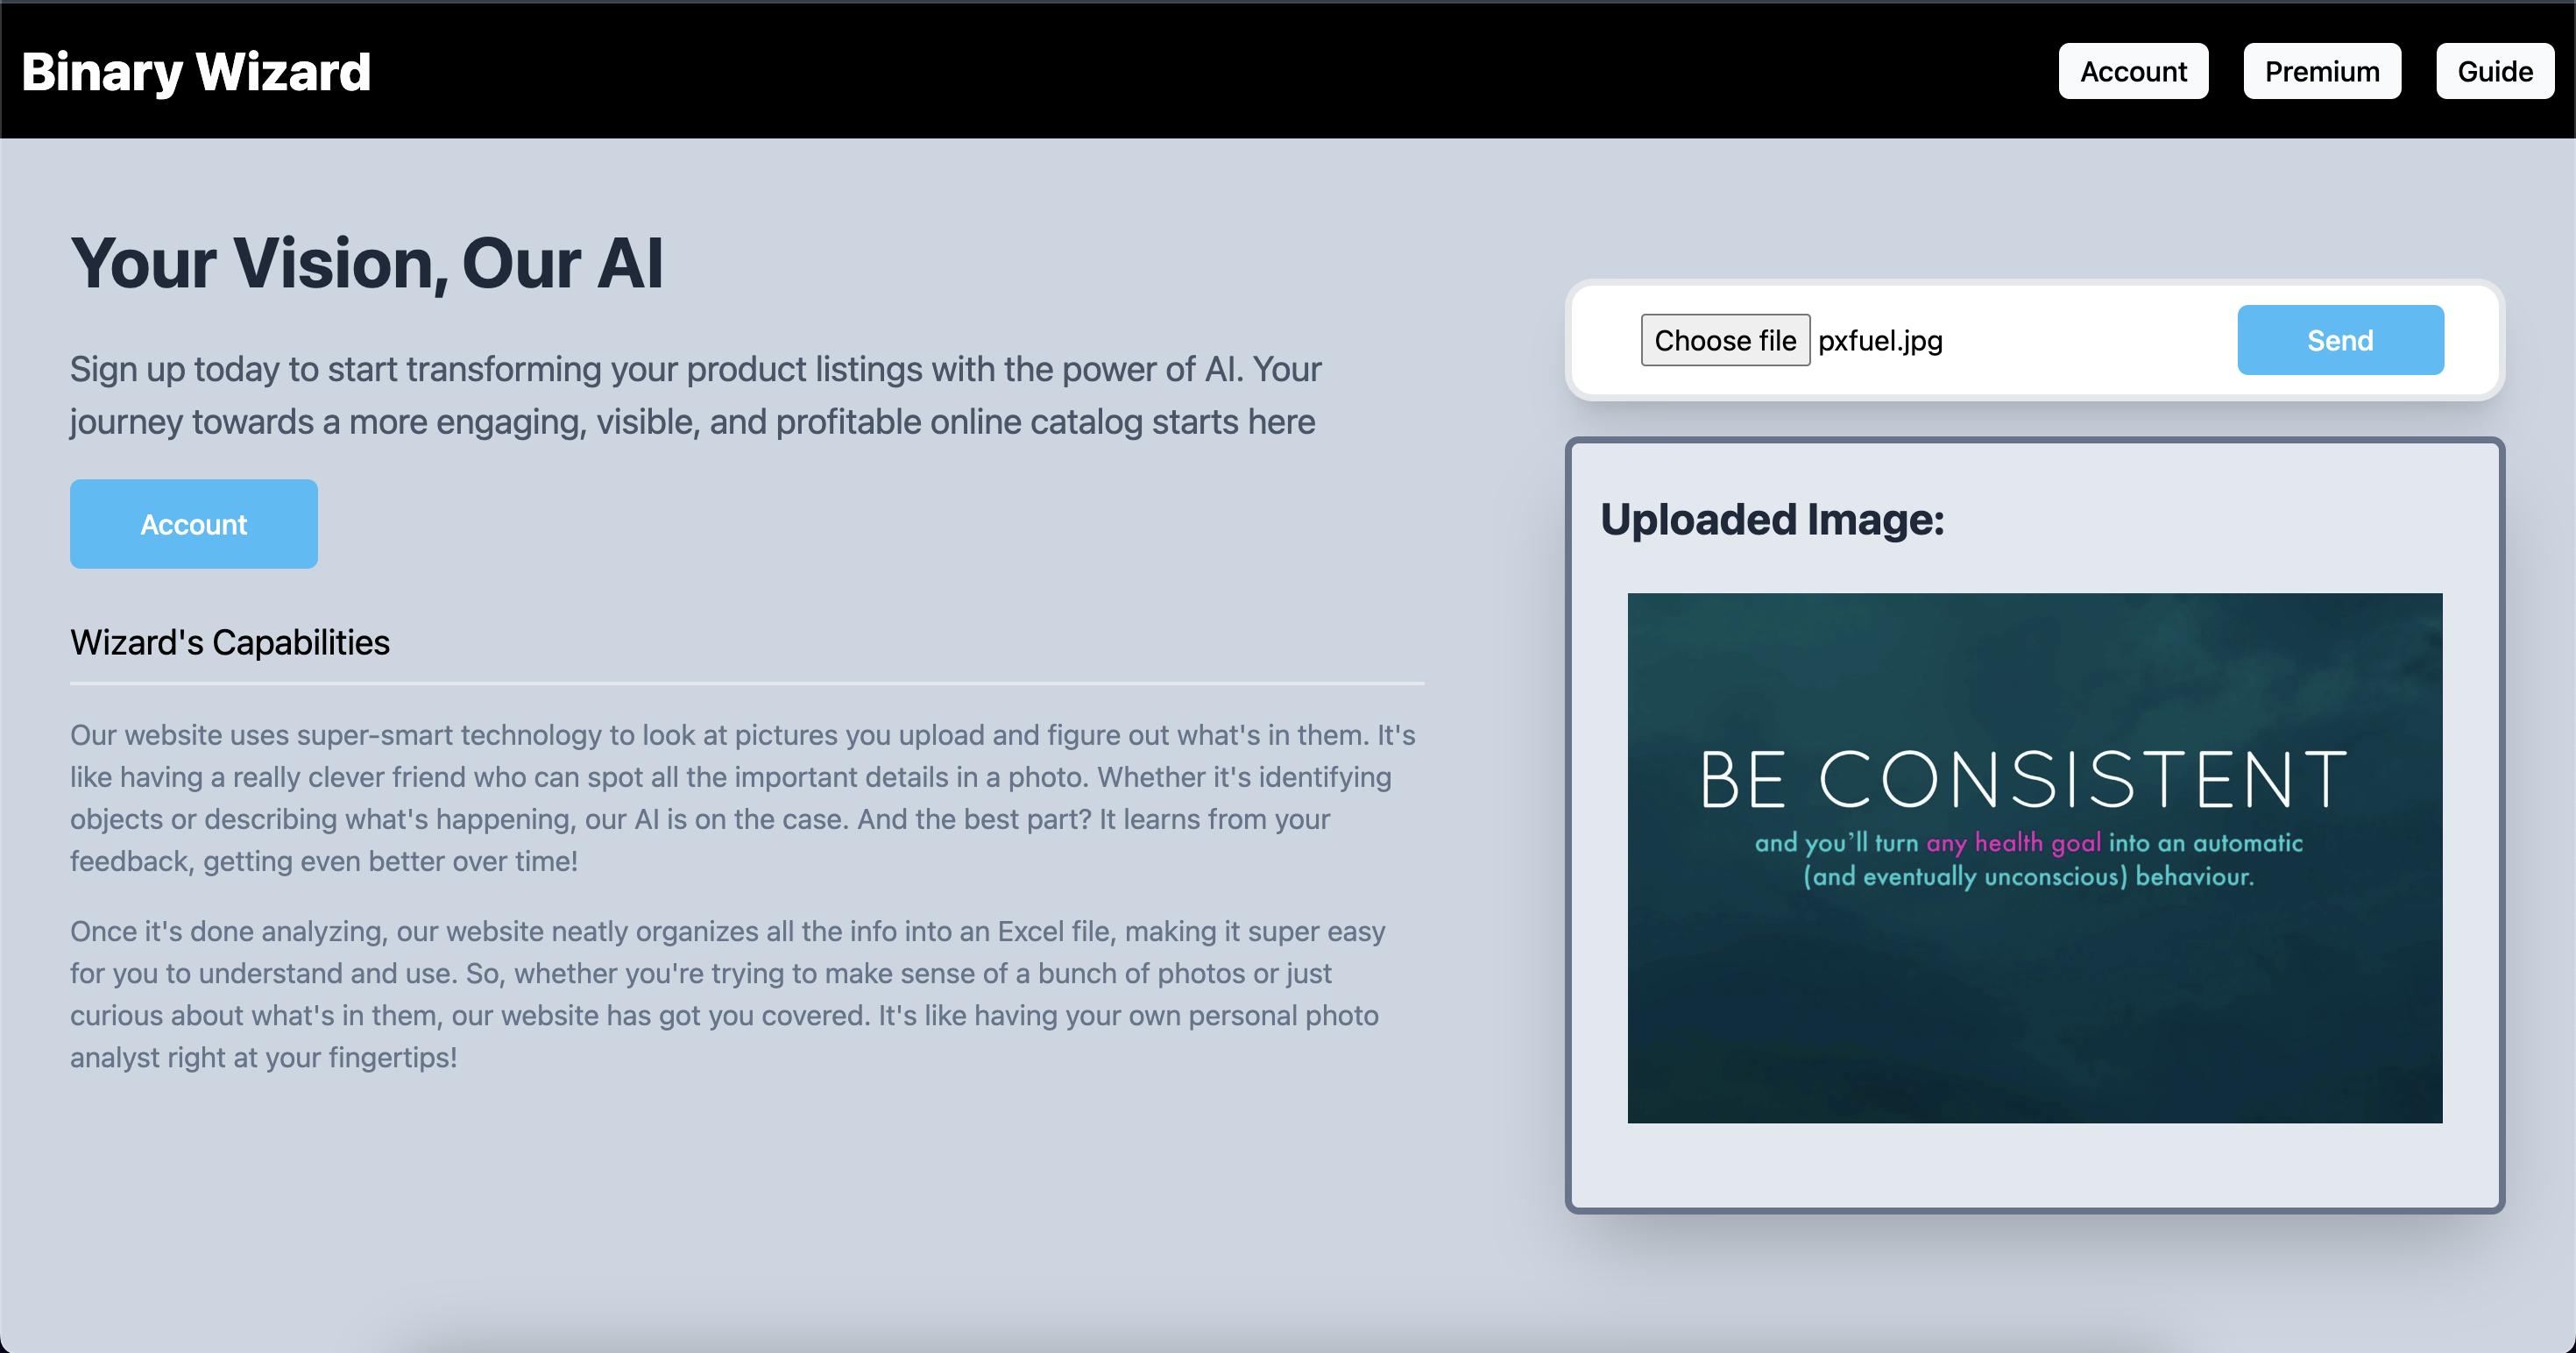 Binary Wizard
Account
Premium
Guide
Your Vision, Our AI
Sign up today to start transforming your product listings with the power of AI. Your
journey towards a more engaging, visible, and profitable online catalog starts here
Account
Wizard's Capabilities
Our website uses super-smart technology to look at pictures you upload and figure out what's in them. It's
like having a really clever friend who can spot all the important details in a photo. Whether it's identifying
objects or describing what's happening, our AI is on the case. And the best part? It learns from your
feedback, getting even better over time!
Once it's done analyzing, our website neatly organizes all the info into an Excel file, making it super easy
for you to understand and use. So, whether you're trying to make sense of a bunch of photos or just
curious about what's in them, our website has got you covered. It's like having your own personal photo
analyst right at your fingertips!
Choose file pxfuel.jpg
Send
Uploaded Image:
BE CONSISTENT
and you’ll turn any health goal into an automatic
(and eventually unconscious) behaviour.